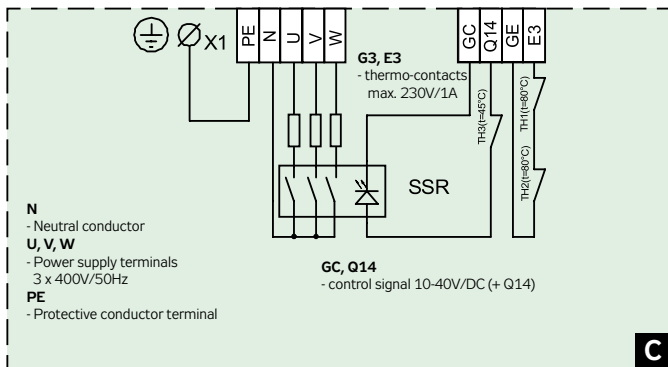 X1
PE
N
U
V
W
GC
Q14
GE
E3
G3, E3
- thermo-contacts
max. 230V/1A
TH3(t=45°C)
TH1(t=80°C)
TH2(t=80°C)
SSR
N
- Neutral conductor
U, V, W
- Power supply terminals
3 x 400V/50Hz
PE
- Protective conductor terminal
GC, Q14
- control signal 10-40V/DC (+ Q14)
C